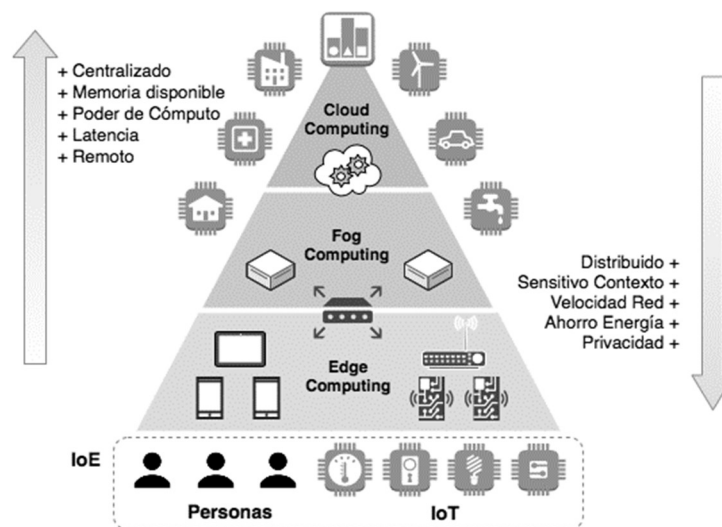 + Centralizado
+ Memoria disponible
+ Poder de Cómputo
+ Latencia
+ Remoto
Cloud
Computing
Fog
Computing
Distribuido +
Sensitivo Contexto +
Velocidad Red +
Ahorro Energía +
Privacidad +
Edge
Computing
IoE
Personas
IoT